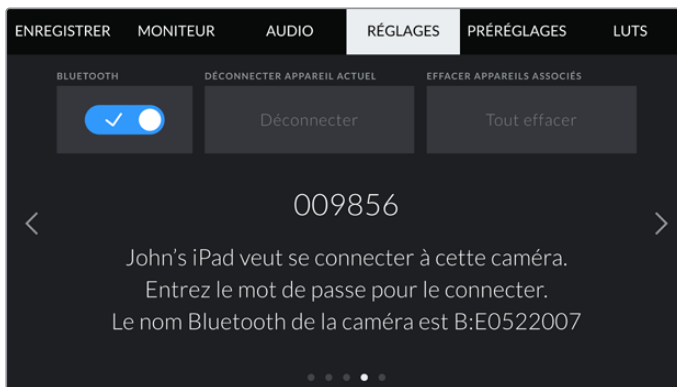 ENREGISTRER MONITEUR AUDIO RÉGLAGES PRÉRÉGLAGES LUTS
BLUETOOTH DÉCONNECTER APPAREIL ACTUEL EFFACER APPAREILS ASSOCIÉS
Déconnecter Tout effacer
009856
John's iPad veut se connecter à cette caméra.
Entrez le mot de passe pour le connecter.
Le nom Bluetooth de la caméra est B:E0522007